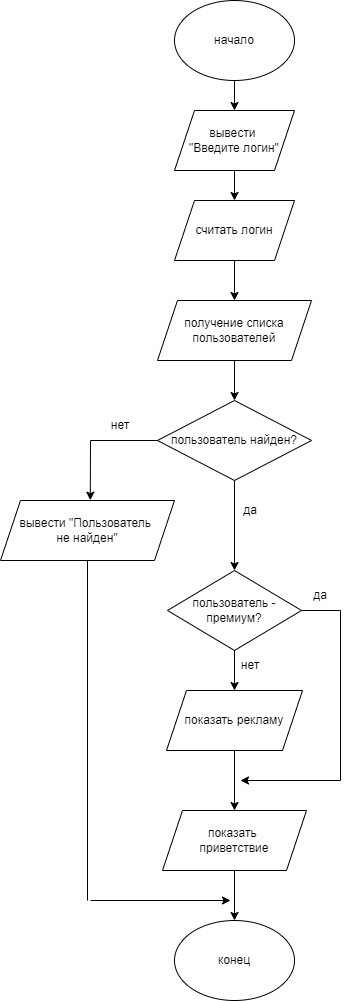 начало
вывести
"Введите логин"
считать логин
получение списка
пользователей
пользователь найден?
нет
вывести "Пользователь
не найден"
да
пользователь -
премиум?
да
нет
показать рекламу
показать
приветствие
конец